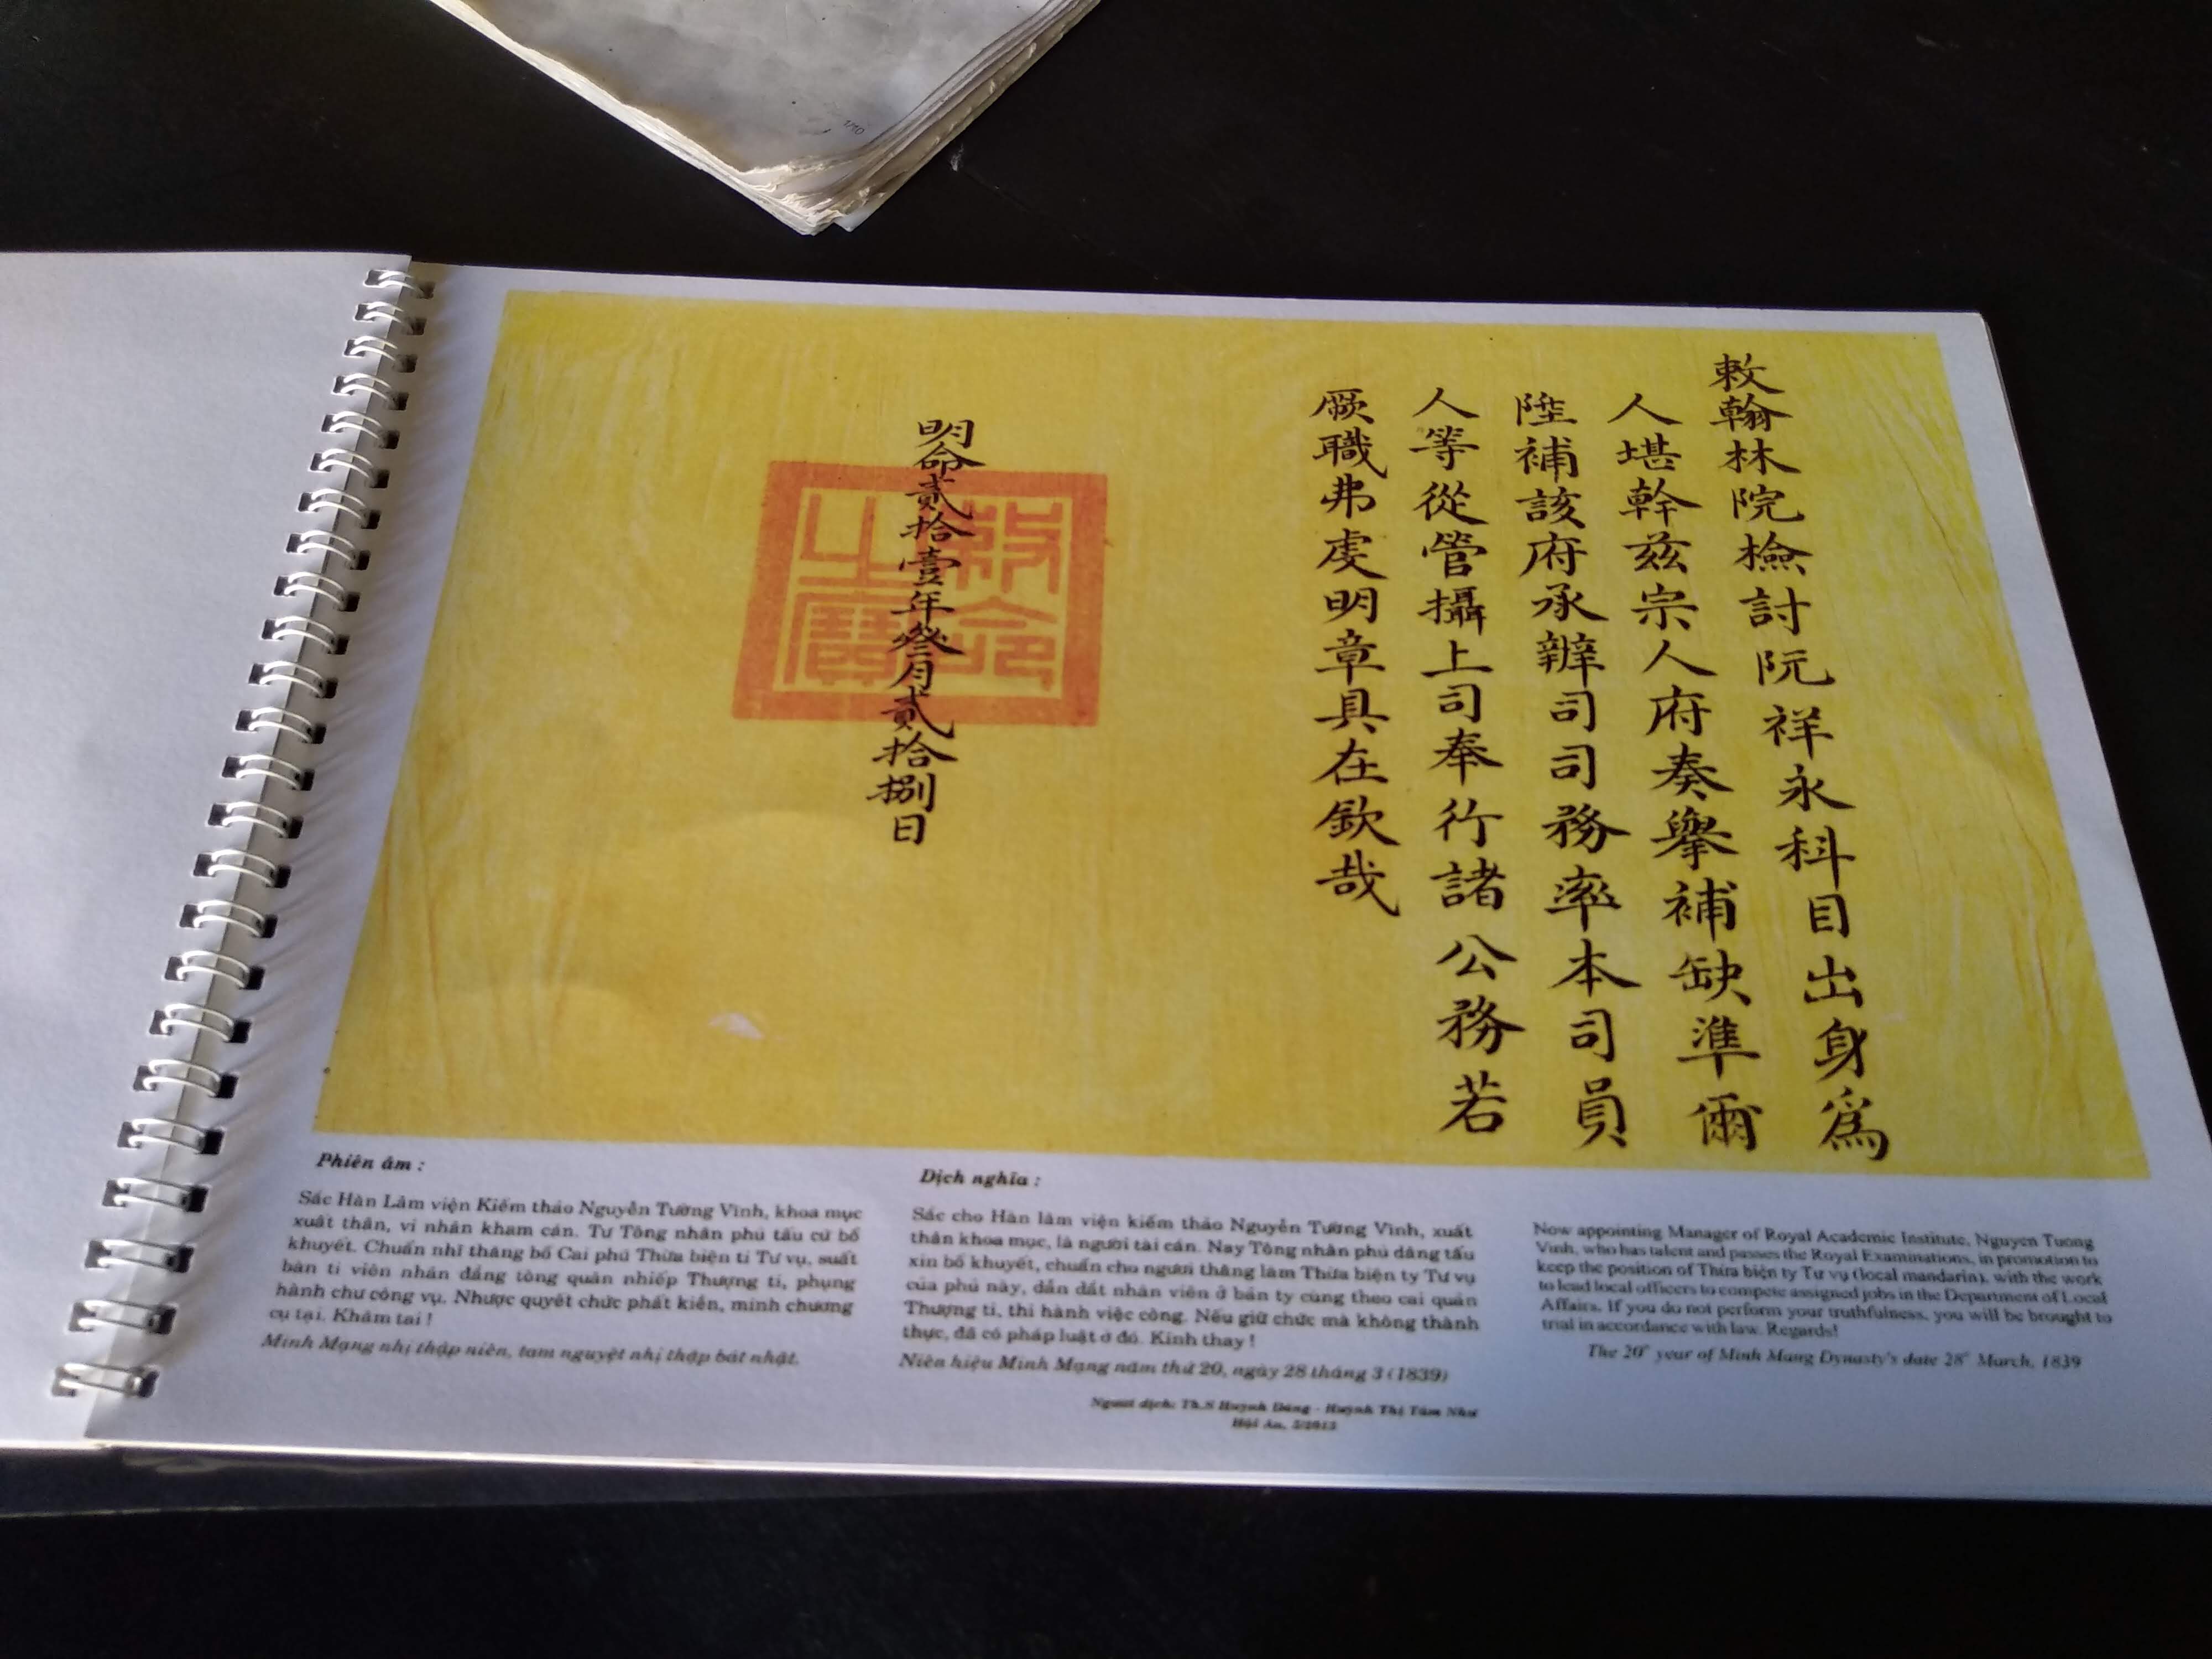 1/10
敕翰林院檢討阮祥永科目出身為
人堪幹茲宗人府奏舉補缺準爾
陞補該府承辦司司務率本司員
人等從管攝上司奉行諸公務若
厥職弗虔明章具在欽哉
明命貳拾壹年叄月貳拾捌日
敕命之寶
Phiên âm :
Sắc Hàn Lâm viện Kiểm thảo Nguyễn Tường Vĩnh, khoa mục
xuất thân, vi nhân kham cán. Tư Tông nhân phủ tấu cử bổ
khuyết. Chuẩn nhĩ thăng bổ Cai phủ Thừa biện ti Tư vụ, suất
bản ti viên nhân đẳng tòng quản nhiếp Thượng ti, phụng
hành chư công vụ. Nhược quyết chức phất kiền, minh chương
cụ tại. Khâm tai !
Minh Mạng nhị thập niên, tam nguyệt nhị thập bát nhật.
Dịch nghĩa :
Sắc cho Hàn lâm viện kiểm thảo Nguyễn Tường Vĩnh, xuất
thân khoa mục, là người tài cán. Nay Tông nhân phủ dâng tấu
xin bổ khuyết, chuẩn cho ngươi thăng làm Thừa biện ty Tư vụ
của phủ này, dẫn dắt nhân viên ở bản ty cùng theo cai quản
Thượng ti, thi hành việc công. Nếu giữ chức mà không thành
thực, đã có pháp luật ở đó. Kính thay !
Niên hiệu Minh Mạng năm thứ 20, ngày 28 tháng 3 (1839)
Người dịch: Th.S Huỳnh Dõng - Huỳnh Thị Tâm Như
Hội An, 5/2013
Now appointing Manager of Royal Academic Institute, Nguyen Tuong
Vinh, who has talent and passes the Royal Examinations, in promotion to
keep the position of Thừa biện ty Tư vụ (local mandarin), with the work
to lead local officers to compete assigned jobs in the Department of Local
Affairs. If you do not perform your truthfulness, you will be brought to
trial in accordance with law. Regards!
The 20" year of Minh Mang Dynasty's date 28" March, 1839